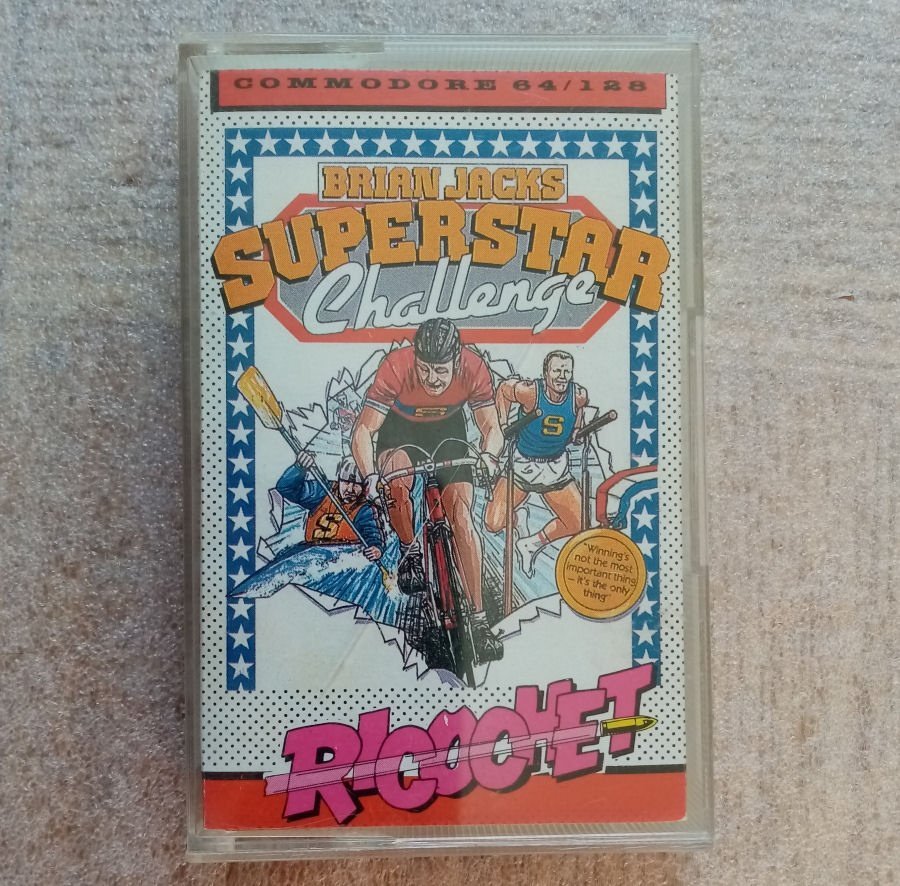 COMMODORE 64/128
BRIAN JACKS
SUPERSTAR
Challenge
S
S
S
"Winning's
not the most
important thing
– it's the only
thing"
RICOCHET